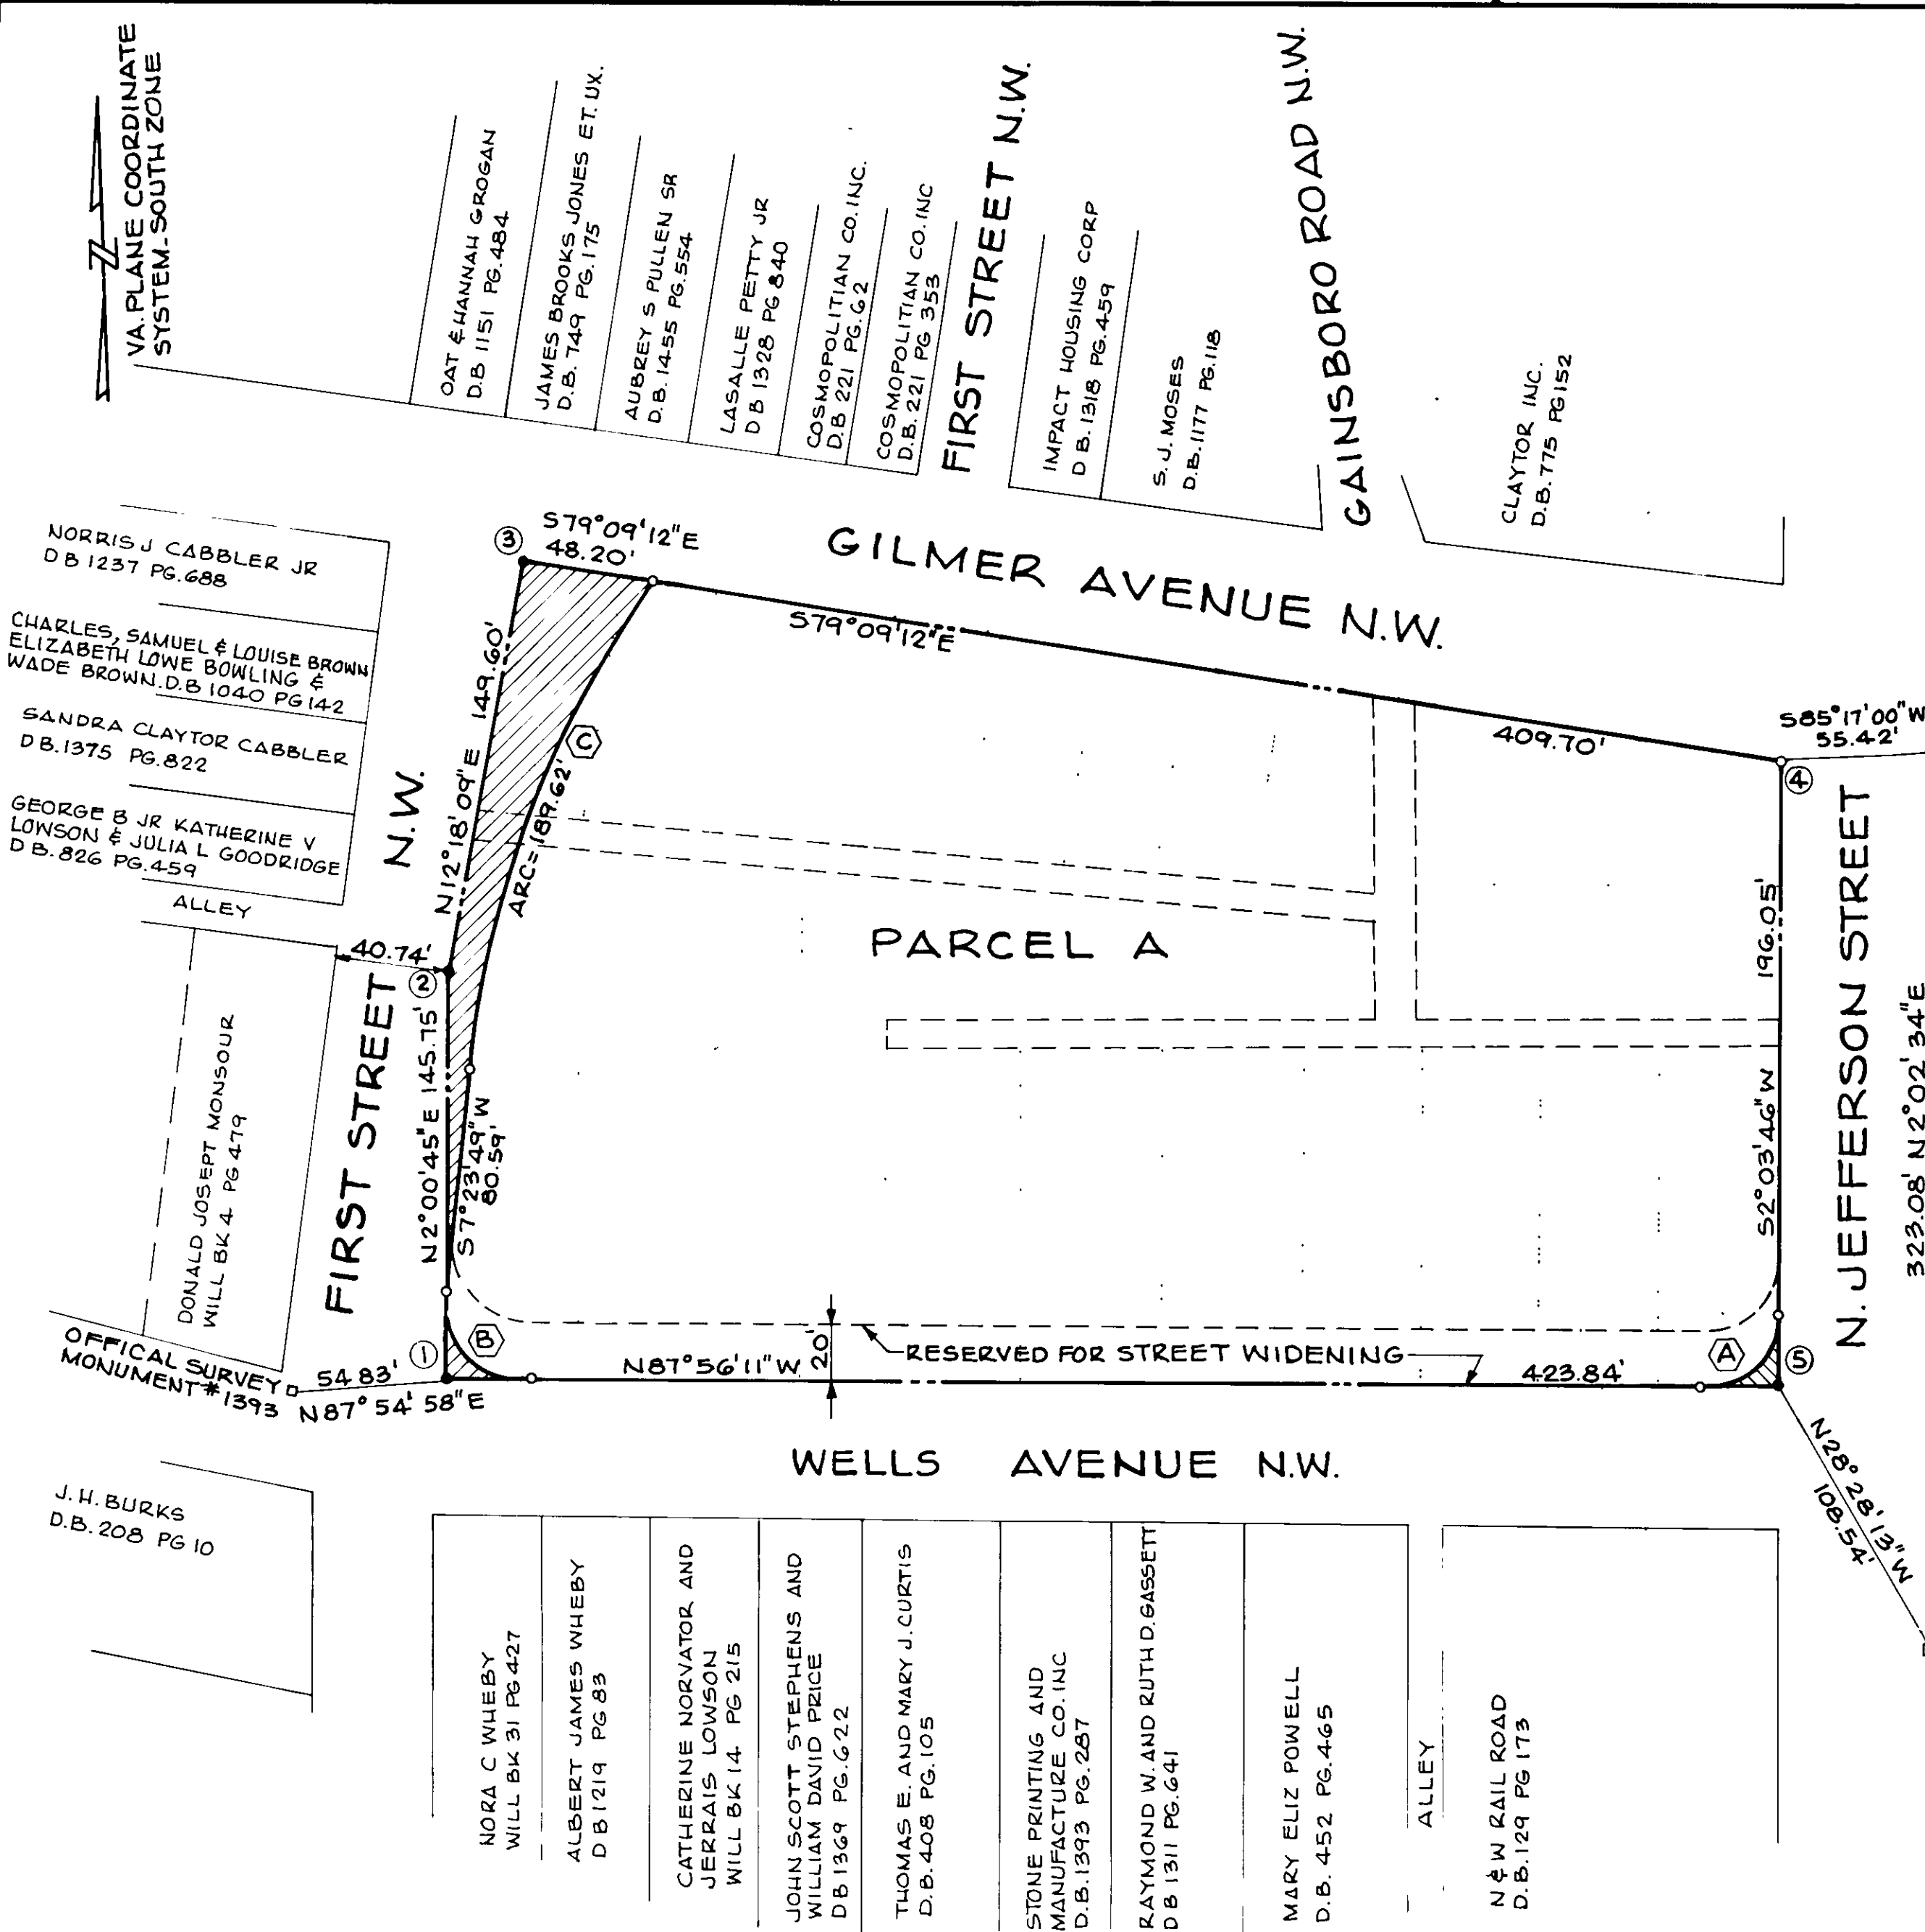 VA. PLANE COORDINATE
SYSTEM-SOUTH ZONE
OAT & HANNAH GROGAN
D.B 1151 PG.484
JAMES BROOKS JONES ET. UX.
D.B. 749 PG.175
AUBREY S PULLEN SR
D.B. 1455 PG.554
LASALLE PETTY JR
D B 1328 PG 840
COSMOPOLITIAN CO.INC.
D.B 221 PG.62
COSMOPOLITIAN CO.INC
D.B. 221 PG 353
FIRST STREET N.W.
IMPACT HOUSING CORP
D B. 1318 PG.459
S.J. MOSES
D.B.1177 PG.118
GAINSBORO ROAD N.W.
CLAYTOR INC.
D.B. 775 PG 152
NORRIS J CABBLER JR
D B 1237 PG.688
CHARLES, SAMUEL & LOUISE BROWN
ELIZABETH LOWE BOWLING &
WADE BROWN. D.B 1040 PG 142
SANDRA CLAYTOR CABBLER
D B.1375 PG.822
GEORGE B JR KATHERINE V
LOWSON & JULIA L GOODRIDGE
D B. 826 PG.459
ALLEY
DONALD JOSEPT MONSOUR
WILL BK 4 PG 479
FIRST STREET N.W.
40.74'
3
S79°09'12"E
48.20'
GILMER AVENUE N.W.
S79°09'12"E
409.70'
S85°17'00"W
55.42'
4
N12°18'09"E 149.60'
C
ARC=189.62'
2
N2°00'45"E 145.75'
S7°23'49"W
80.59'
PARCEL A
196.05'
S2°03'46"W
N. JEFFERSON STREET
323.08' N2°02'34"E
OFFICAL SURVEY
MONUMENT #1393
54.83'
N87°54'58"E
1
B
N87°56'11"W
20'
RESERVED FOR STREET WIDENING
423.84'
A
5
N28°28'13"W
108.54'
WELLS AVENUE N.W.
J.H. BURKS
D.B. 208 PG 10
NORA C WHEBY
WILL BK 31 PG 427
ALBERT JAMES WHEBY
D B 1219 PG 83
CATHERINE NORVATOR AND
JERRAIS LOWSON
WILL BK 14 PG 215
JOHN SCOTT STEPHENS AND
WILLIAM DAVID PRICE
D B 1369 PG.622
THOMAS E. AND MARY J. CURTIS
D.B. 408 PG.105
STONE PRINTING AND
MANUFACTURE CO. INC
D.B.1393 PG.287
RAYMOND W. AND RUTH D. GASSETT
D B 1311 PG.641
MARY ELIZ POWELL
D.B. 452 PG.465
ALLEY
N & W RAIL ROAD
D.B.129 PG 173